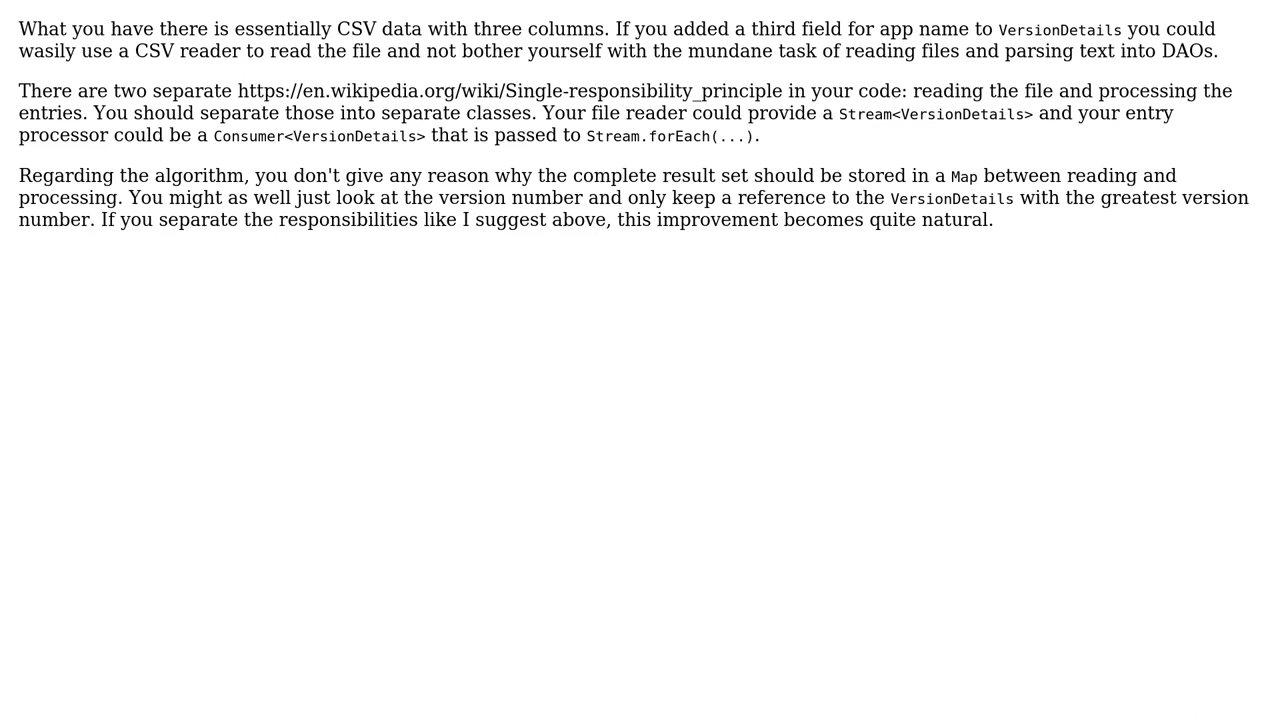 What you have there is essentially CSV data with three columns. If you added a third field for app name to VersionDetails you could
wasily use a CSV reader to read the file and not bother yourself with the mundane task of reading files and parsing text into DAOs.
There are two separate https://en.wikipedia.org/wiki/Single-responsibility_principle in your code: reading the file and processing the
entries. You should separate those into separate classes. Your file reader could provide a Stream<VersionDetails> and your entry
processor could be a Consumer<VersionDetails> that is passed to Stream.forEach(...).
Regarding the algorithm, you don't give any reason why the complete result set should be stored in a Map between reading and
processing. You might as well just look at the version number and only keep a reference to the VersionDetails with the greatest version
number. If you separate the responsibilities like I suggest above, this improvement becomes quite natural.